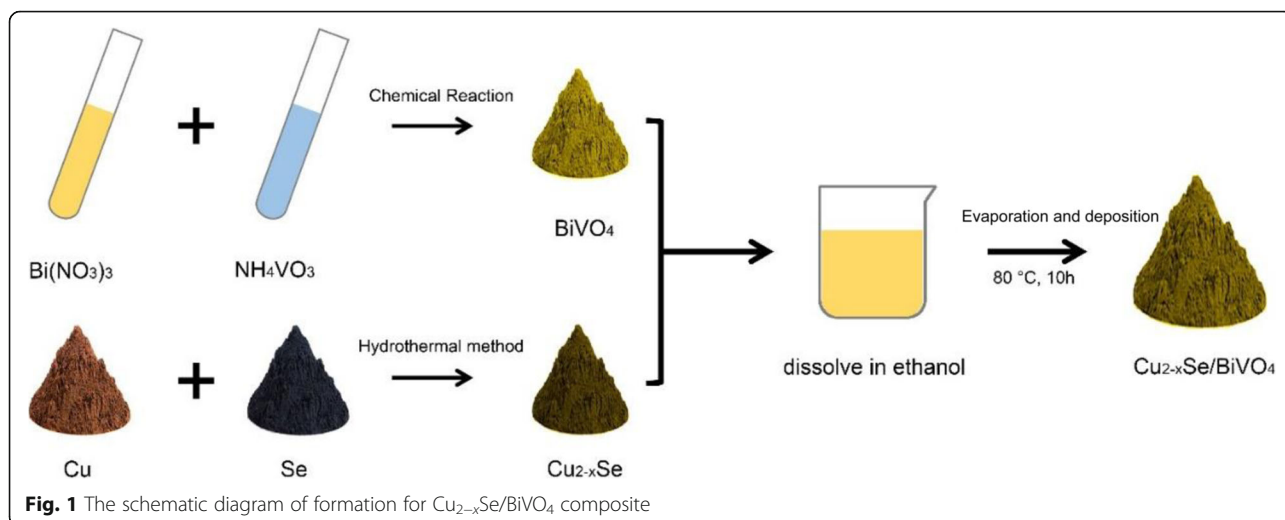 Chemical Reaction
Bi(NO₃)₃
NH₄VO₃
BiVO₄
Hydrothermal method
Cu
Se
Cu₂₋ₓSe
dissolve in ethanol
Evaporation and deposition
80 °C, 10h
Cu₂₋ₓSe/BiVO₄
Fig. 1 The schematic diagram of formation for Cu₂₋ₓSe/BiVO₄ composite